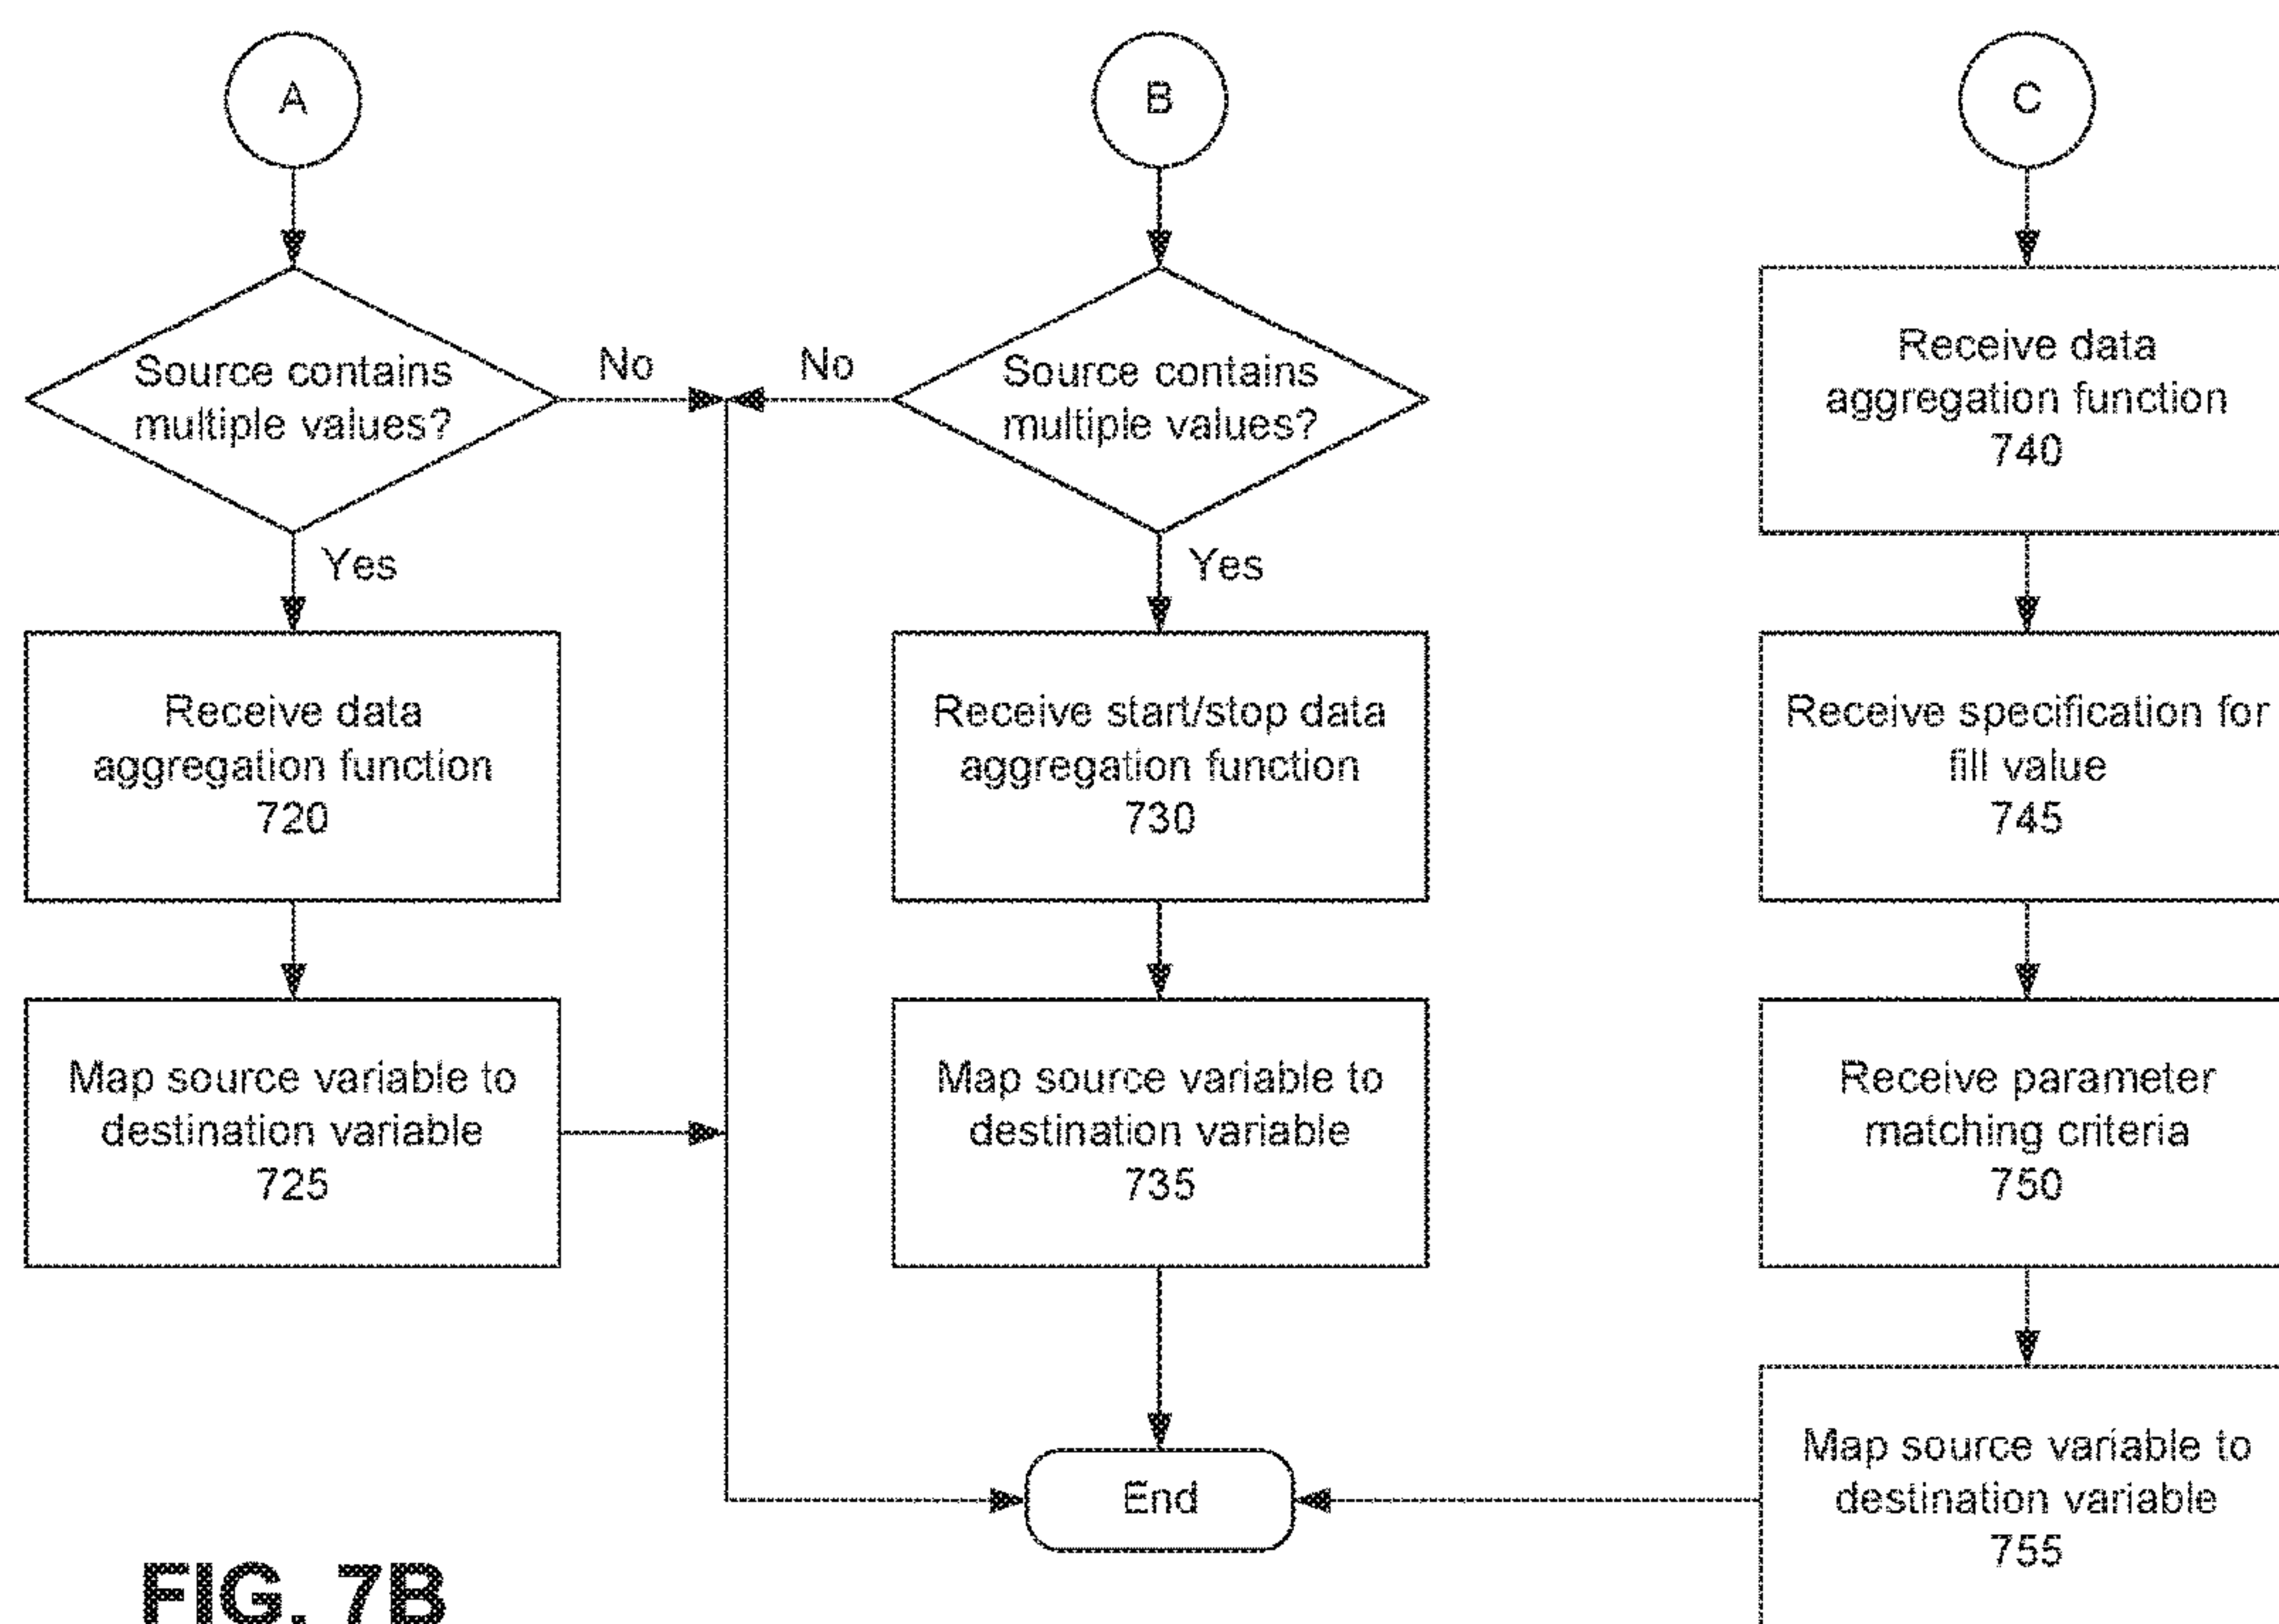 A
Source contains
multiple values?
No
Yes
Receive data
aggregation function
720
Map source variable to
destination variable
725
B
Source contains
multiple values?
No
Yes
Receive start/stop data
aggregation function
730
Map source variable to
destination variable
735
End
C
Receive data
aggregation function
740
Receive specification for
fill value
745
Receive parameter
matching criteria
750
Map source variable to
destination variable
755
FIG. 7B